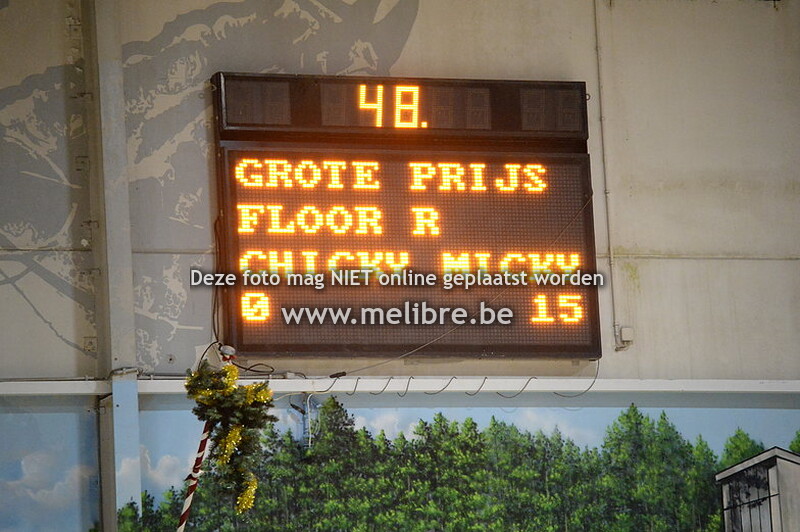 48.
GROTE PRIJS
FLOOR R
CHICKY MICKY
Deze foto mag NIET online geplaatst worden
0 15
www.melibre.be